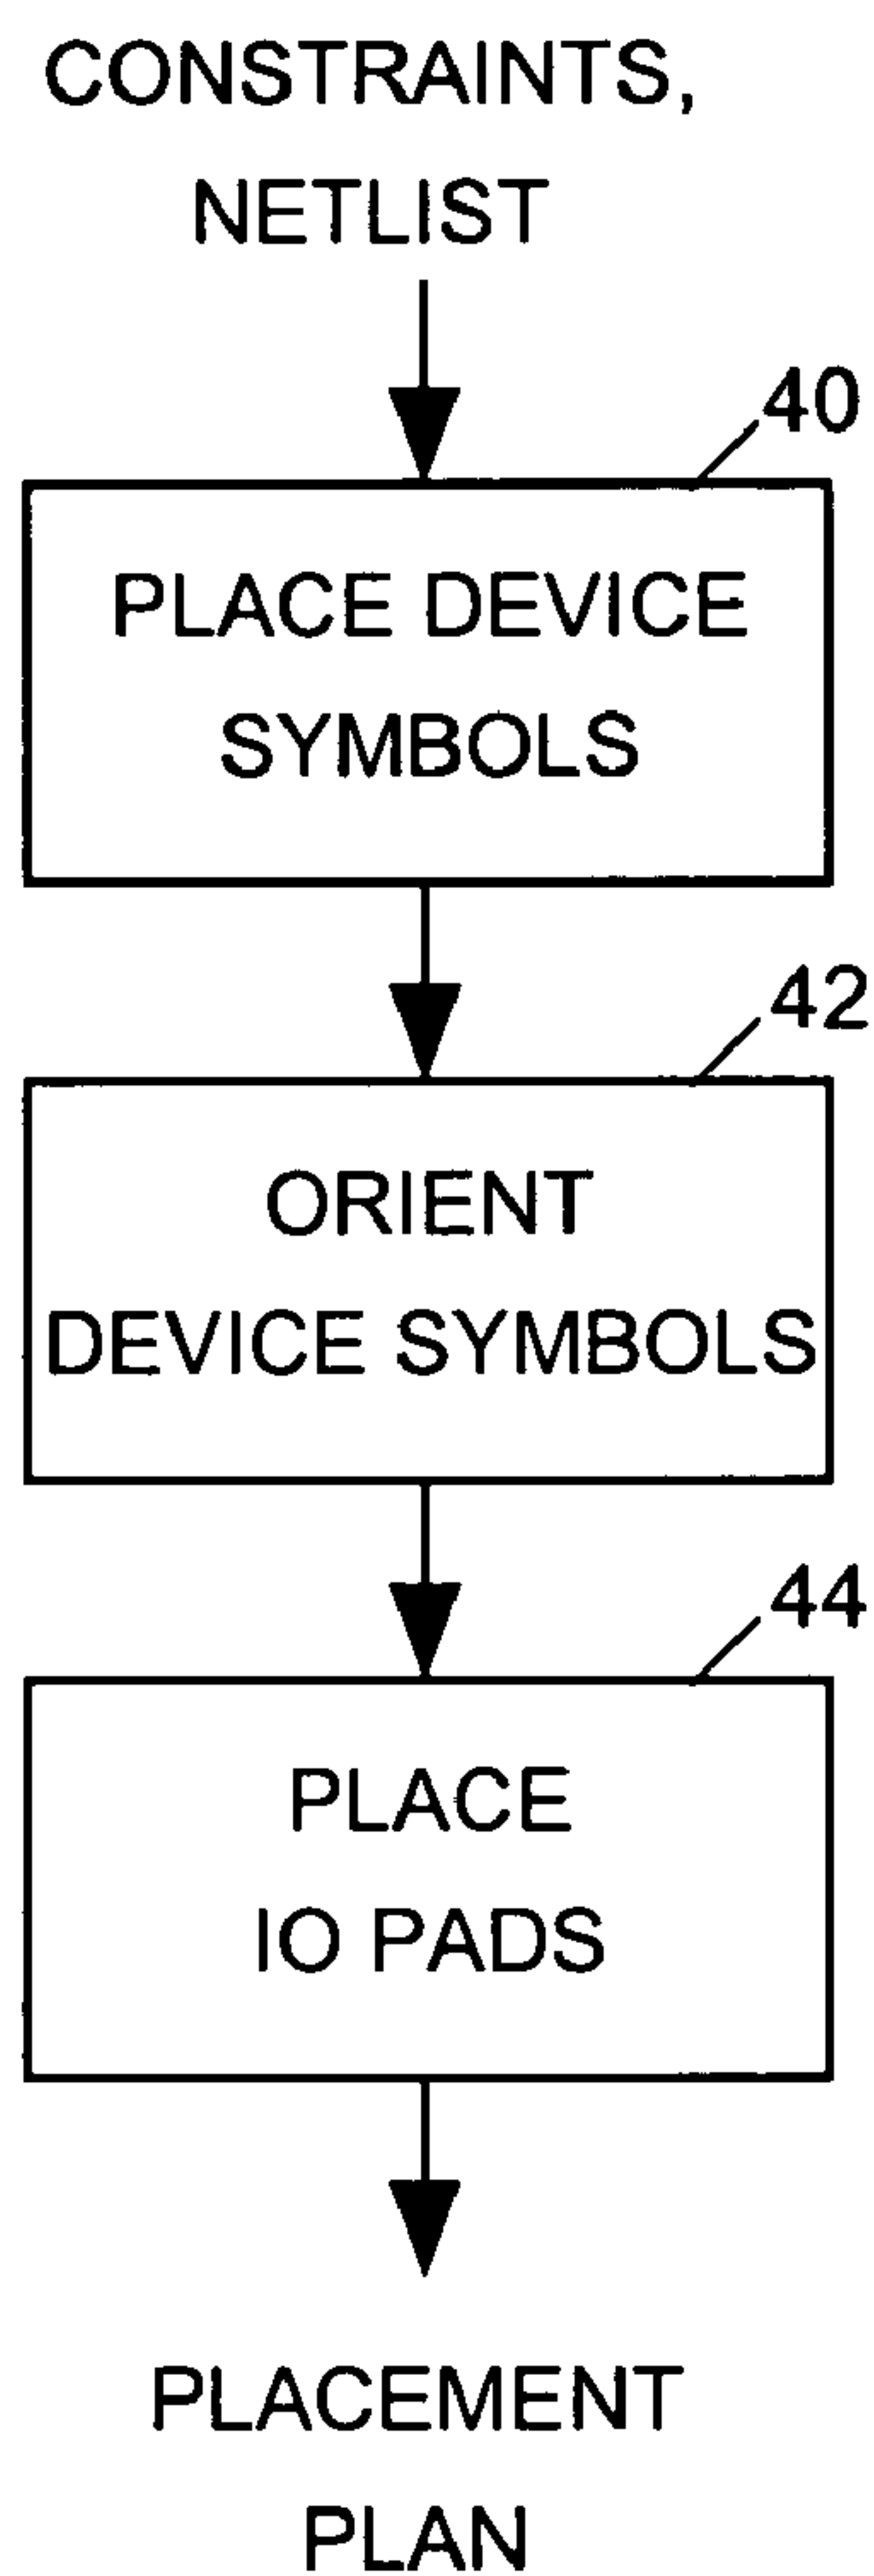 CONSTRAINTS,
NETLIST
40
PLACE DEVICE
SYMBOLS
42
ORIENT
DEVICE SYMBOLS
44
PLACE
IO PADS
PLACEMENT
PLAN